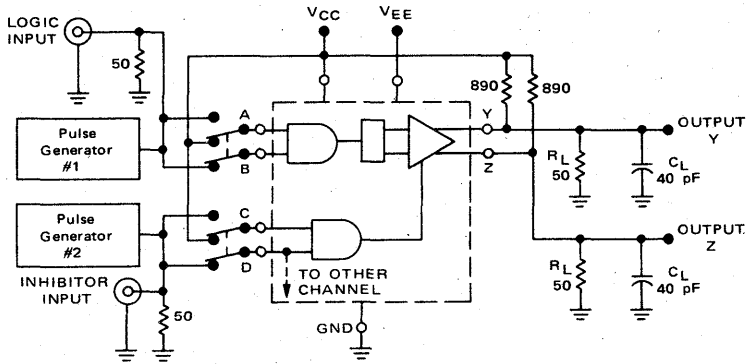 LOGIC
INPUT
50
VCC
VEE
890
890
Pulse
Generator
#1
A
B
Y
Z
OUTPUT
Y
RL
50
CL
40 pF
Pulse
Generator
#2
C
D
INHIBITOR
INPUT
50
TO OTHER
CHANNEL
GND
OUTPUT
Z
RL
50
CL
40 pF